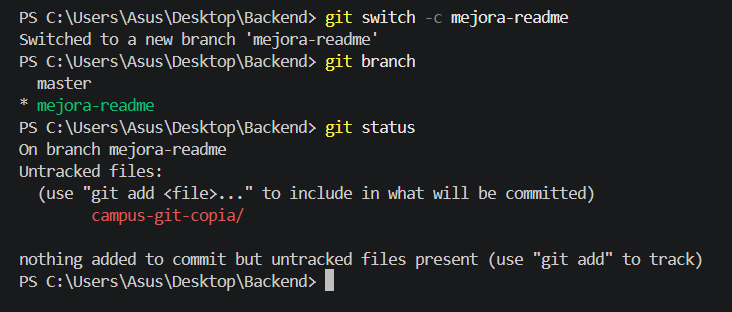 PS C:\Users\Asus\Desktop\Backend> git switch -c mejora-readme
Switched to a new branch 'mejora-readme'
PS C:\Users\Asus\Desktop\Backend> git branch
  master
* mejora-readme
PS C:\Users\Asus\Desktop\Backend> git status
On branch mejora-readme
Untracked files:
  (use "git add <file>..." to include in what will be committed)
        campus-git-copia/

nothing added to commit but untracked files present (use "git add" to track)
PS C:\Users\Asus\Desktop\Backend>